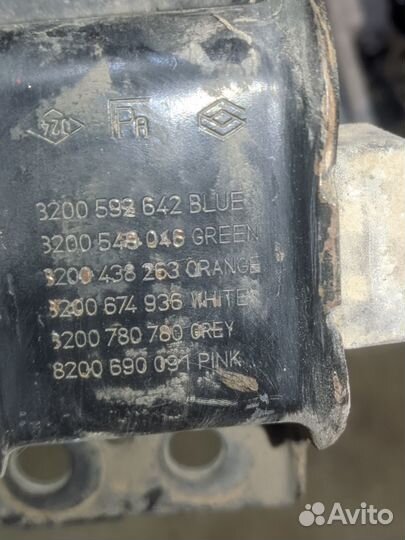 024 PA
8200 592 642 BLUE
8200 548 046 GREEN
8200 438 263 ORANGE
8200 674 936 WHITE
8200 780 780 GREY
8200 690 091 PINK
Avito